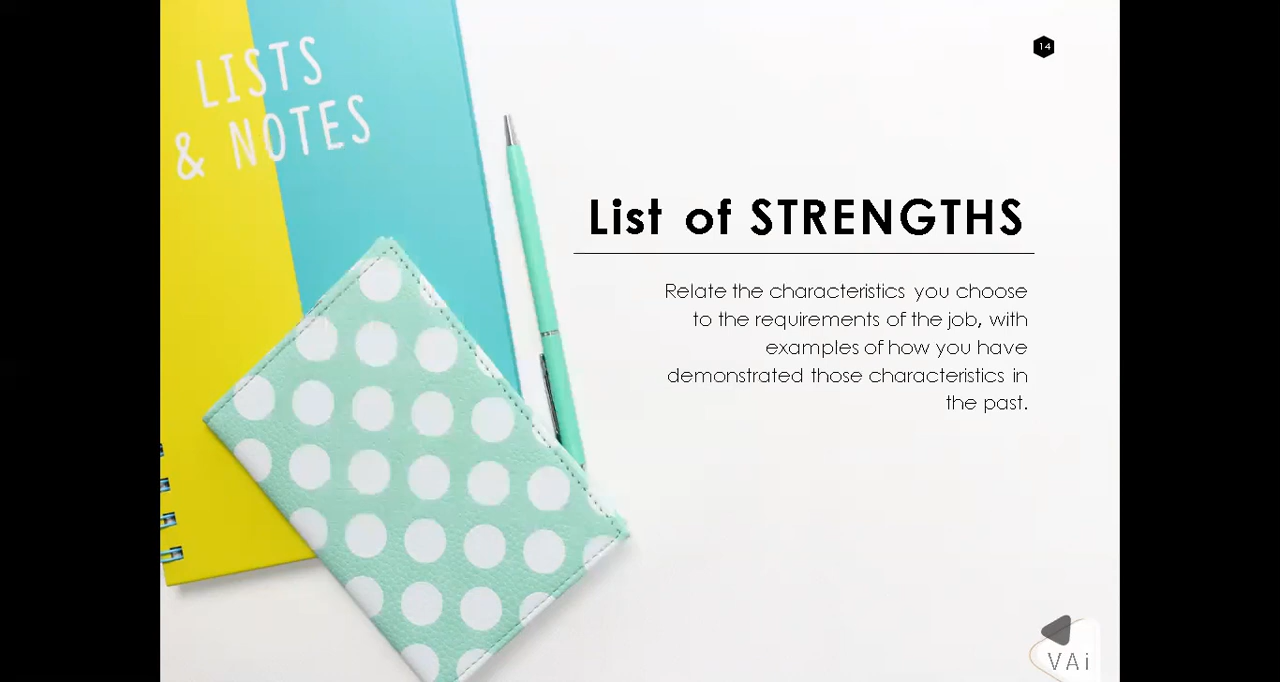 LISTS
& NOTES
14
List of STRENGTHS
Relate the characteristics you choose
to the requirements of the job, with
examples of how you have
demonstrated those characteristics in
the past.
VAi